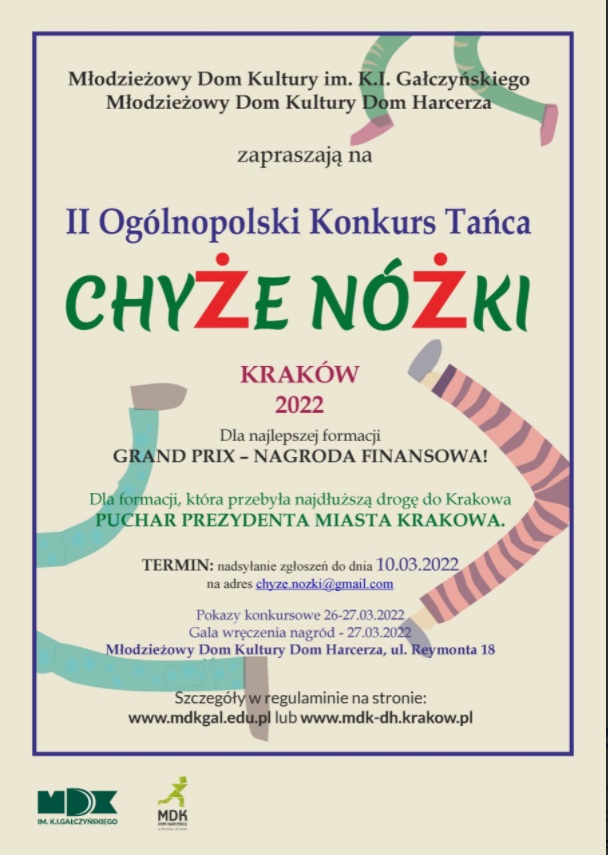 Młodzieżowy Dom Kultury im. K.I. Gałczyńskiego
Młodzieżowy Dom Kultury Dom Harcerza
zapraszają na
II Ogólnopolski Konkurs Tańca
CHYŻE NÓŻKI
KRAKÓW
2022
Dla najlepszej formacji
GRAND PRIX – NAGRODA FINANSOWA!
Dla formacji, która przebyła najdłuższą drogę do Krakowa
PUCHAR PREZYDENTA MIASTA KRAKOWA.
TERMIN: nadsyłanie zgłoszeń do dnia 10.03.2022
na adres chyze.nozki@gmail.com
Pokazy konkursowe 26-27.03.2022
Gala wręczenia nagród - 27.03.2022
Młodzieżowy Dom Kultury Dom Harcerza, ul. Reymonta 18
Szczegóły w regulaminie na stronie:
www.mdkgal.edu.pl lub www.mdk-dh.krakow.pl
MDK
IM. K.I.GAŁCZYŃSKIEGO
MDK
DOM HARCERZA